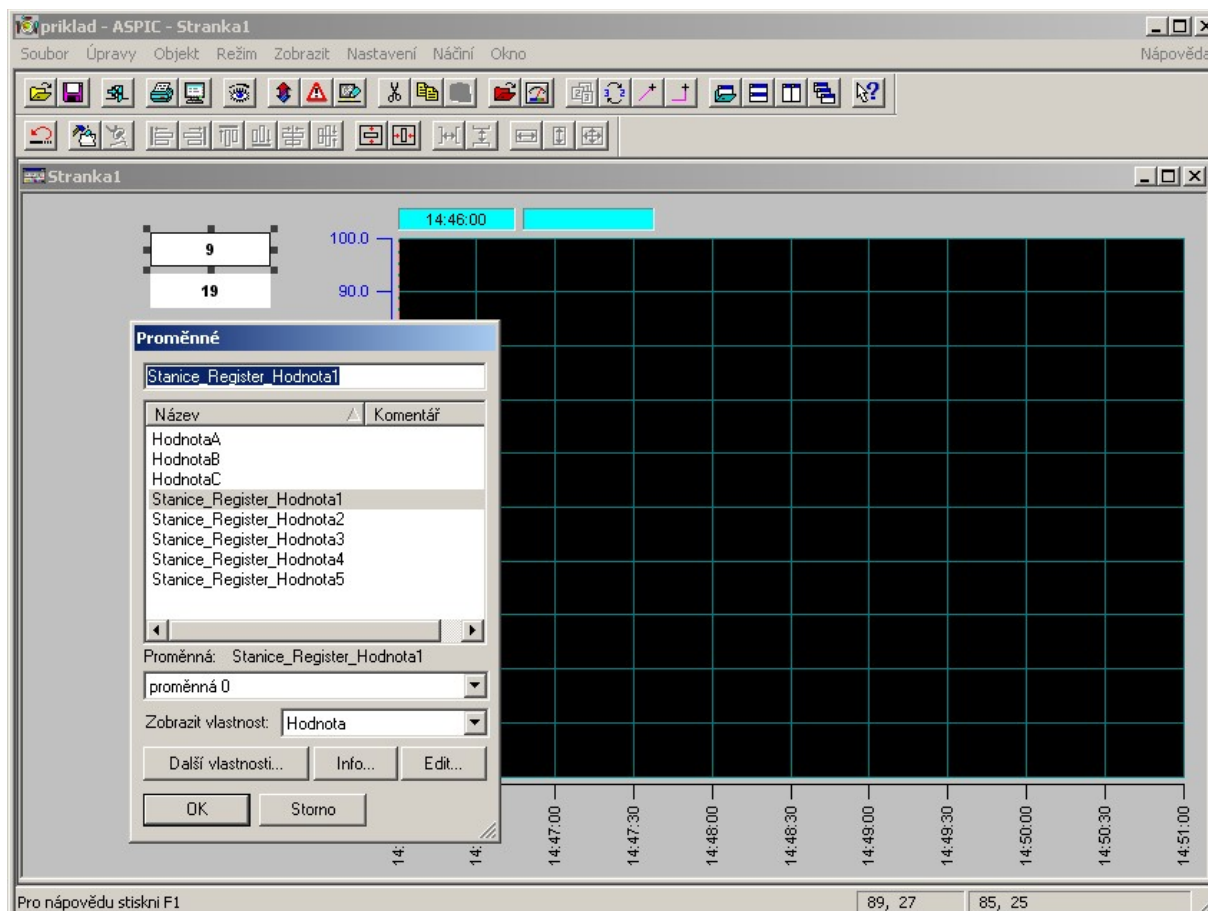 priklad - ASPIC - Stranka1
Soubor Úpravy Objekt Režim Zobrazit Nastavení Náčiní Okno Nápověda
Stranka1
14:46:00
9
100.0
19
90.0
Proměnné
Stanice_Register_Hodnota1
Název Komentář
HodnotaA
HodnotaB
HodnotaC
Stanice_Register_Hodnota1
Stanice_Register_Hodnota2
Stanice_Register_Hodnota3
Stanice_Register_Hodnota4
Stanice_Register_Hodnota5
Proměnná: Stanice_Register_Hodnota1
proměnná 0
Zobrazit vlastnost: Hodnota
Další vlastnosti... Info... Edit...
OK Storno
14: 14: 14:47:00 14:47:30 14:48:00 14:48:30 14:49:00 14:49:30 14:50:00 14:50:30 14:51:00
Pro nápovědu stiskni F1 89, 27 85, 25